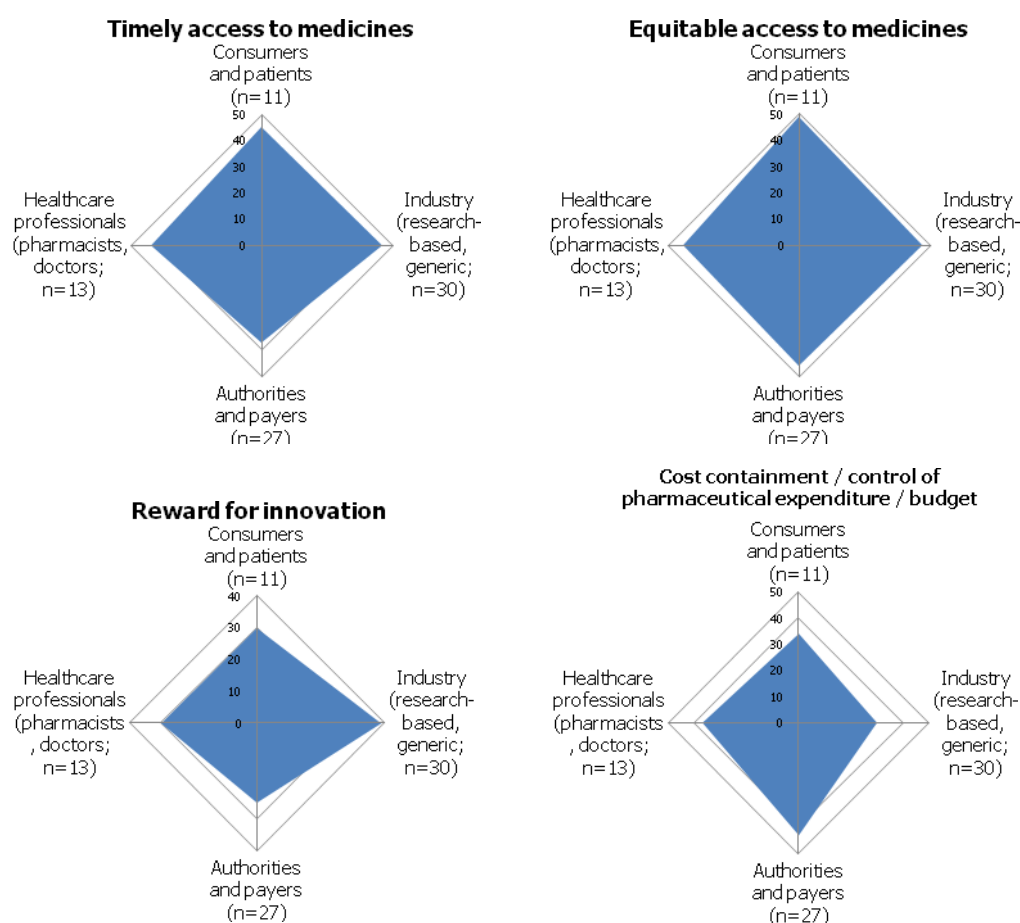 Timely access to medicines
Consumers
and patients
(n=11)
50
40
30
20
10
0
Healthcare
professionals
(pharmacists,
doctors;
n=13)
Industry
(research-
based,
generic;
n=30)
Authorities
and payers
(n=27)
Equitable access to medicines
Consumers
and patients
(n=11)
50
40
30
20
10
0
Healthcare
professionals
(pharmacists,
doctors;
n=13)
Industry
(research-
based,
generic;
n=30)
Authorities
and payers
(n=27)
Reward for innovation
Consumers
and patients
(n=11)
40
30
20
10
0
Healthcare
professionals
(pharmacists
, doctors;
n=13)
Industry
(research-
based,
generic;
n=30)
Authorities
and payers
(n=27)
Cost containment / control of
pharmaceutical expenditure / budget
Consumers
and patients
(n=11)
50
40
30
20
10
0
Healthcare
professionals
(pharmacists
, doctors;
n=13)
Industry
(research-
based,
generic;
n=30)
Authorities
and payers
(n=27)